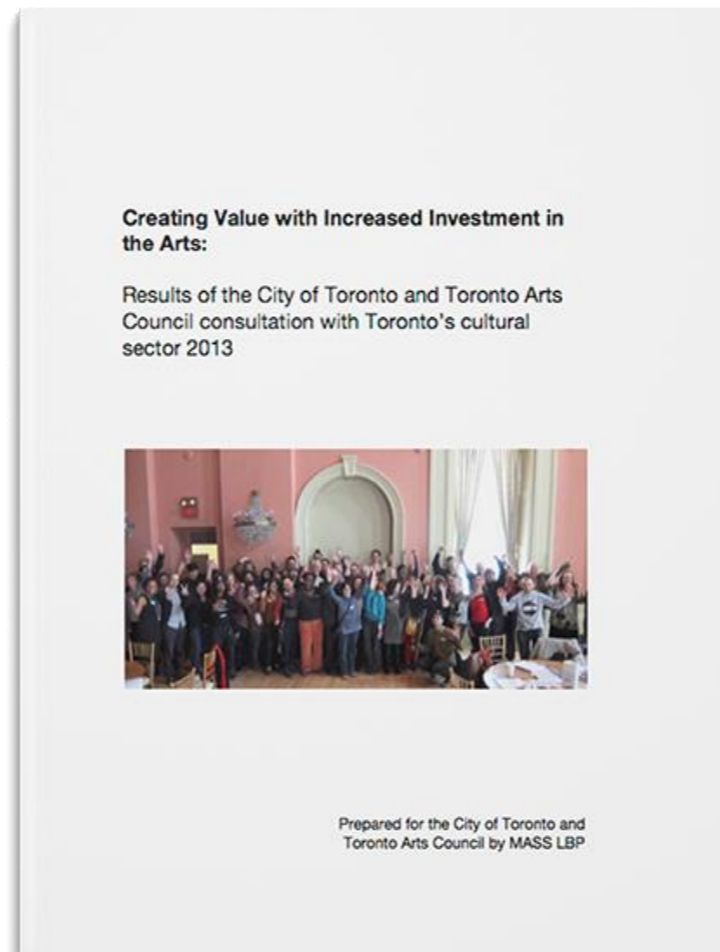 Creating Value with Increased Investment in
the Arts:
Results of the City of Toronto and Toronto Arts
Council consultation with Toronto's cultural
sector 2013
Prepared for the City of Toronto and
Toronto Arts Council by MASS LBP